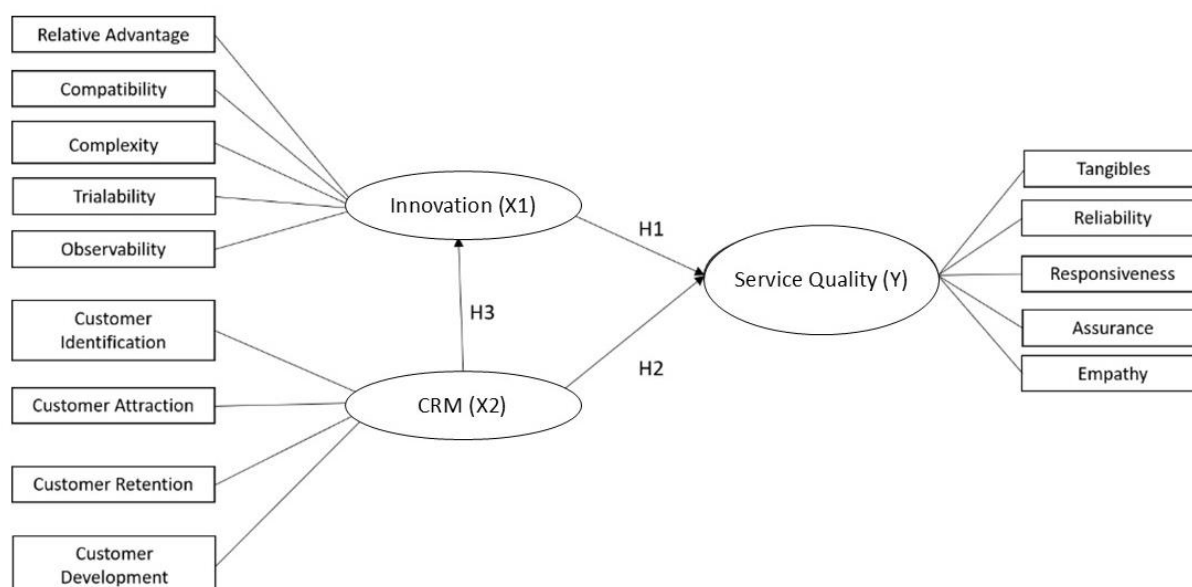 Relative Advantage
Compatibility
Complexity
Trialability
Observability
Customer
Identification
Customer Attraction
Customer Retention
Customer
Development
Innovation (X1)
H3
CRM (X2)
H1
H2
Service Quality (Y)
Tangibles
Reliability
Responsiveness
Assurance
Empathy